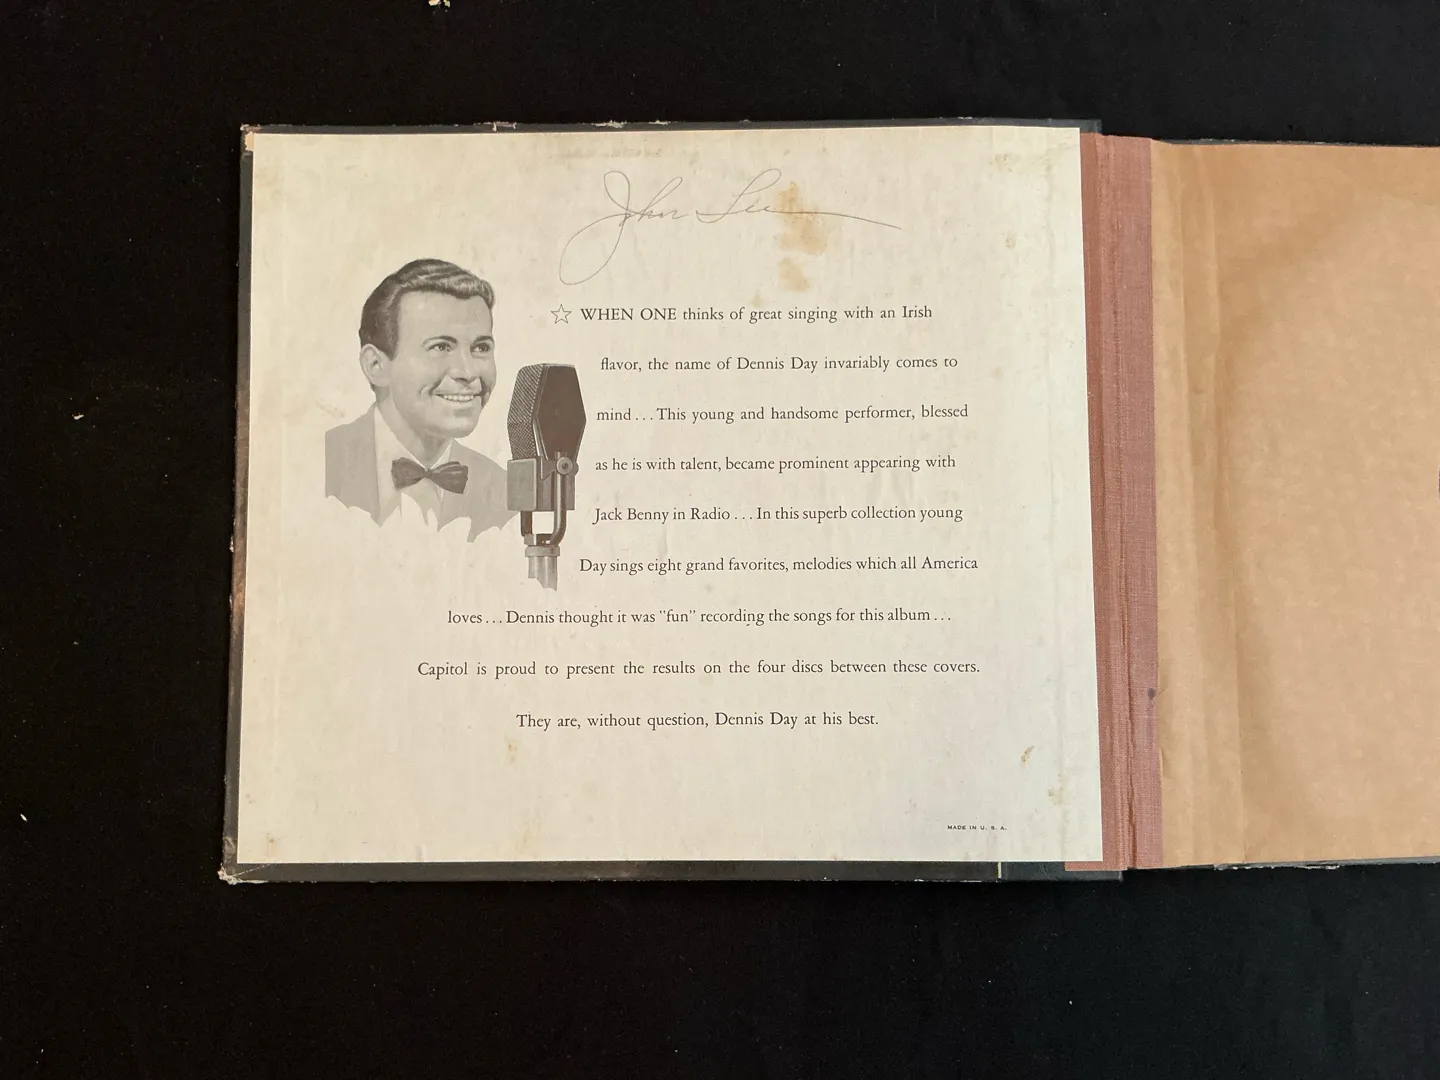 John Lee
☆ WHEN ONE thinks of great singing with an Irish
flavor, the name of Dennis Day invariably comes to
mind . . . This young and handsome performer, blessed
as he is with talent, became prominent appearing with
Jack Benny in Radio . . . In this superb collection young
Day sings eight grand favorites, melodies which all America
loves . . . Dennis thought it was "fun" recording the songs for this album . . .
Capitol is proud to present the results on the four discs between these covers.
They are, without question, Dennis Day at his best.
MADE IN U. S. A.